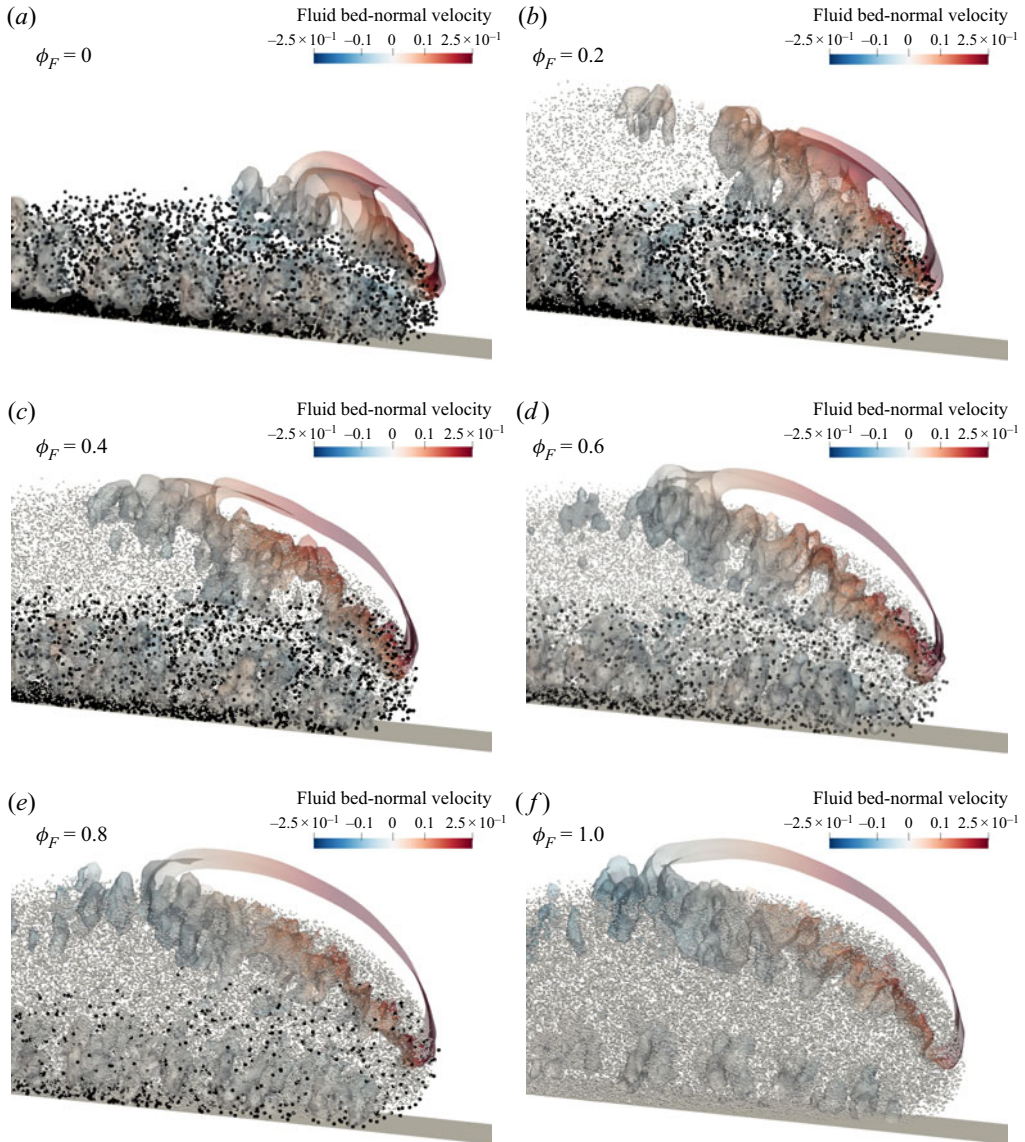 (a)
Fluid bed-normal velocity
−2.5 × 10⁻¹ −0.1 0 0.1 2.5 × 10⁻¹
ϕF = 0
(b)
Fluid bed-normal velocity
−2.5 × 10⁻¹ −0.1 0 0.1 2.5 × 10⁻¹
ϕF = 0.2
(c)
Fluid bed-normal velocity
−2.5 × 10⁻¹ −0.1 0 0.1 2.5 × 10⁻¹
ϕF = 0.4
(d)
Fluid bed-normal velocity
−2.5 × 10⁻¹ −0.1 0 0.1 2.5 × 10⁻¹
ϕF = 0.6
(e)
Fluid bed-normal velocity
−2.5 × 10⁻¹ −0.1 0 0.1 2.5 × 10⁻¹
ϕF = 0.8
(f)
Fluid bed-normal velocity
−2.5 × 10⁻¹ −0.1 0 0.1 2.5 × 10⁻¹
ϕF = 1.0